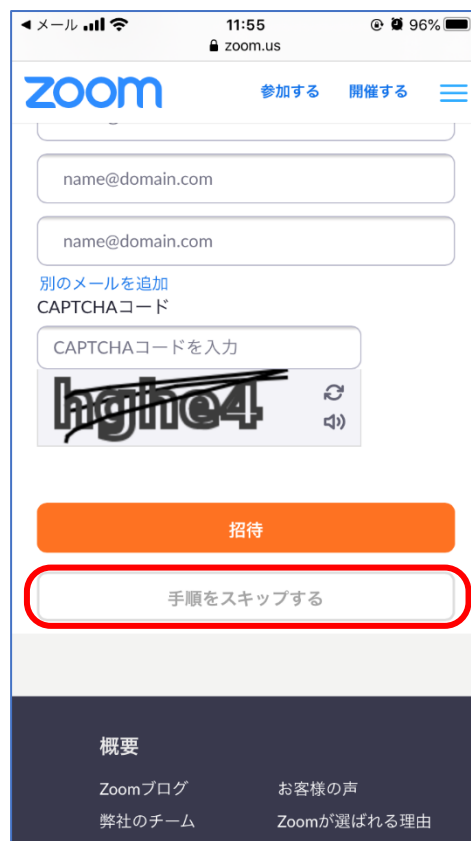 メール 11:55 96%
zoom.us
zoom 参加する 開催する
name@domain.com
name@domain.com
別のメールを追加
CAPTCHAコード
CAPTCHAコードを入力
hghe4
招待
手順をスキップする
概要
Zoomブログ お客様の声
弊社のチーム Zoomが選ばれる理由